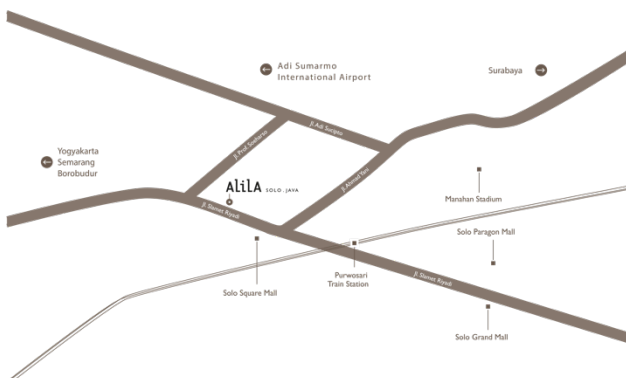 Adi Sumarmo
International Airport
Surabaya
Jl. Adi Sucipto
Jl. Prof. Soeharso
Yogyakarta
Semarang
Borobudur
Jl. Ahmad Yani
ALiLA SOLO . JAVA
Manahan Stadium
Jl. Slamet Riyadi
Solo Paragon Mall
Purwosari
Train Station
Jl. Slamet Riyadi
Solo Square Mall
Solo Grand Mall